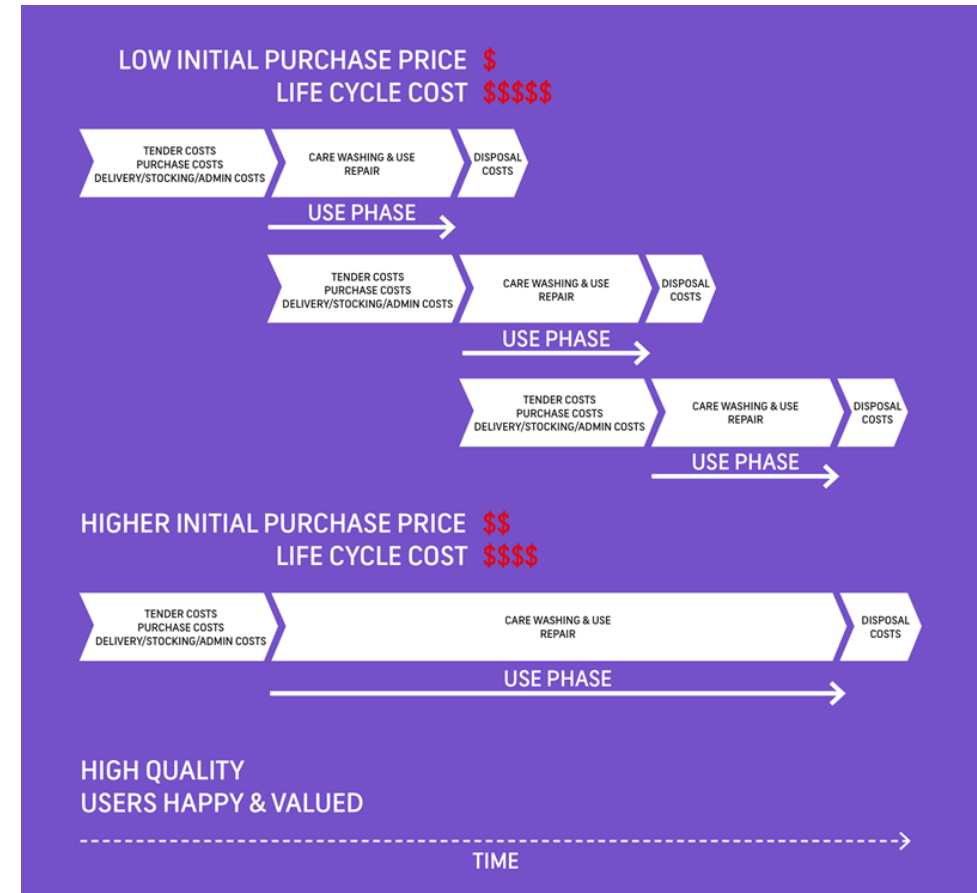 LOW INITIAL PURCHASE PRICE $
LIFE CYCLE COST $$$$$
TENDER COSTS
PURCHASE COSTS
DELIVERY/STOCKING/ADMIN COSTS
CARE WASHING & USE
REPAIR
DISPOSAL
COSTS
USE PHASE
TENDER COSTS
PURCHASE COSTS
DELIVERY/STOCKING/ADMIN COSTS
CARE WASHING & USE
REPAIR
DISPOSAL
COSTS
USE PHASE
TENDER COSTS
PURCHASE COSTS
DELIVERY/STOCKING/ADMIN COSTS
CARE WASHING & USE
REPAIR
DISPOSAL
COSTS
USE PHASE
HIGHER INITIAL PURCHASE PRICE $$
LIFE CYCLE COST $$$$
TENDER COSTS
PURCHASE COSTS
DELIVERY/STOCKING/ADMIN COSTS
CARE WASHING & USE
REPAIR
DISPOSAL
COSTS
USE PHASE
HIGH QUALITY
USERS HAPPY & VALUED
TIME